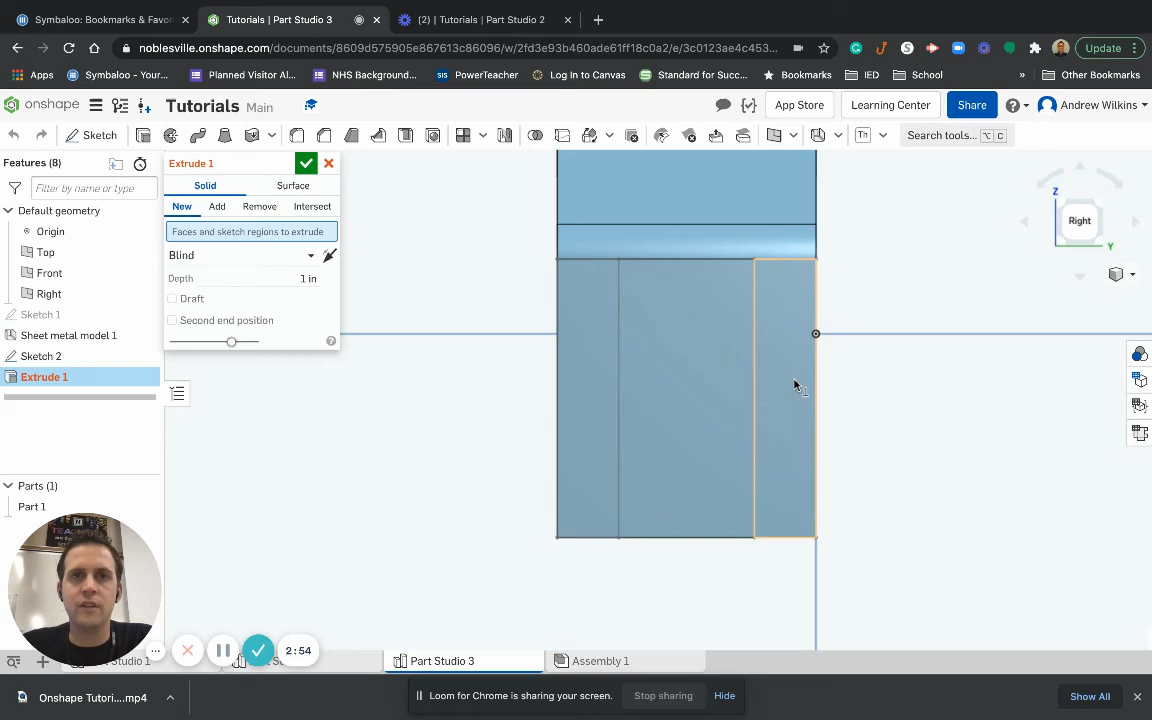 Symbaloo: Bookmarks & Favori
Tutorials | Part Studio 3
(2) | Tutorials | Part Studio 2
noblesville.onshape.com/documents/8609d575905e867613c86096/w/2fd3e93b460ade61ff18c0a2/e/3c0123ae4c453...
Update
Apps
Symbaloo - Your...
Planned Visitor Al...
NHS Background...
SIS PowerTeacher
Log In to Canvas
Standard for Succ...
Bookmarks
IED
School
»
Other Bookmarks
onshape
Tutorials Main
App Store
Learning Center
Share
Andrew Wilkins
Sketch
Search tools... ⌥ C
Features (8)
Filter by name or type
Default geometry
Origin
Top
Front
Right
Sketch 1
Sheet metal model 1
Sketch 2
Extrude 1
Parts (1)
Part 1
Extrude 1
Solid Surface
New Add Remove Intersect
Faces and sketch regions to extrude
Blind
Depth 1 in
Draft
Second end position
Z
Right
Y
2:54
Part Studio 3
Assembly 1
Onshape Tutori....mp4
Loom for Chrome is sharing your screen.
Stop sharing
Hide
Show All